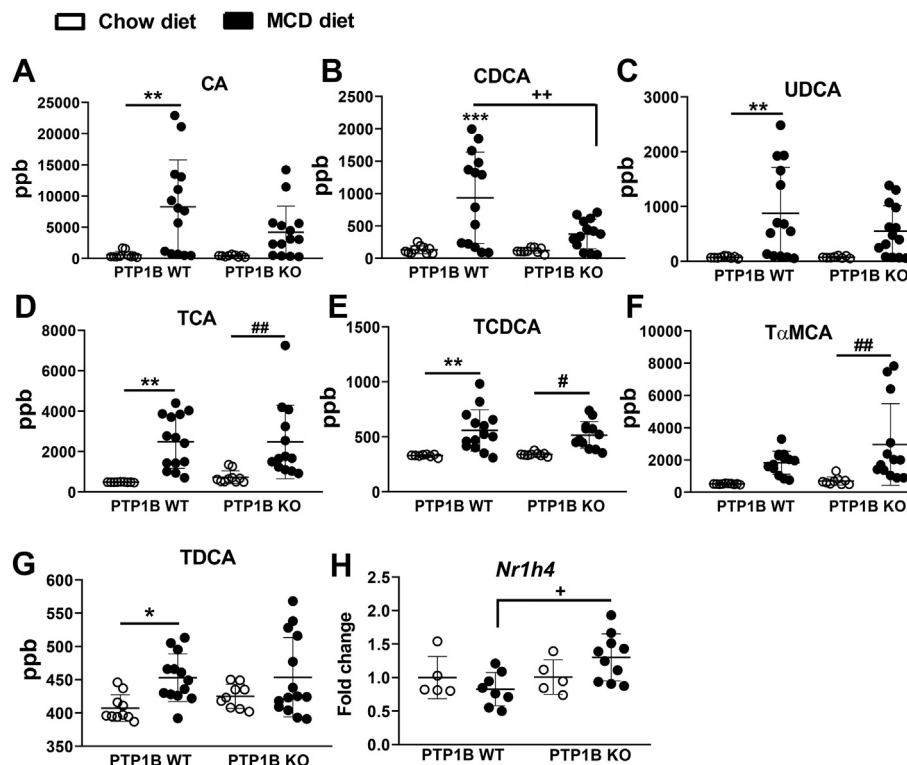 Chow diet MCD diet
A CA
25000
20000
15000
10000
5000
0
ppb
**
PTP1B WT PTP1B KO
B CDCA
2500
2000
1500
1000
500
0
ppb
***
++
PTP1B WT PTP1B KO
C UDCA
3000
2000
1000
0
ppb
**
PTP1B WT PTP1B KO
D TCA
8000
6000
4000
2000
0
ppb
**
##
PTP1B WT PTP1B KO
E TCDCA
1500
1000
500
0
ppb
**
#
PTP1B WT PTP1B KO
F TαMCA
10000
8000
6000
4000
2000
0
ppb
##
PTP1B WT PTP1B KO
G TDCA
600
550
500
450
400
350
ppb
*
PTP1B WT PTP1B KO
H Nr1h4
2.5
2.0
1.5
1.0
0.5
0.0
Fold change
+
PTP1B WT PTP1B KO